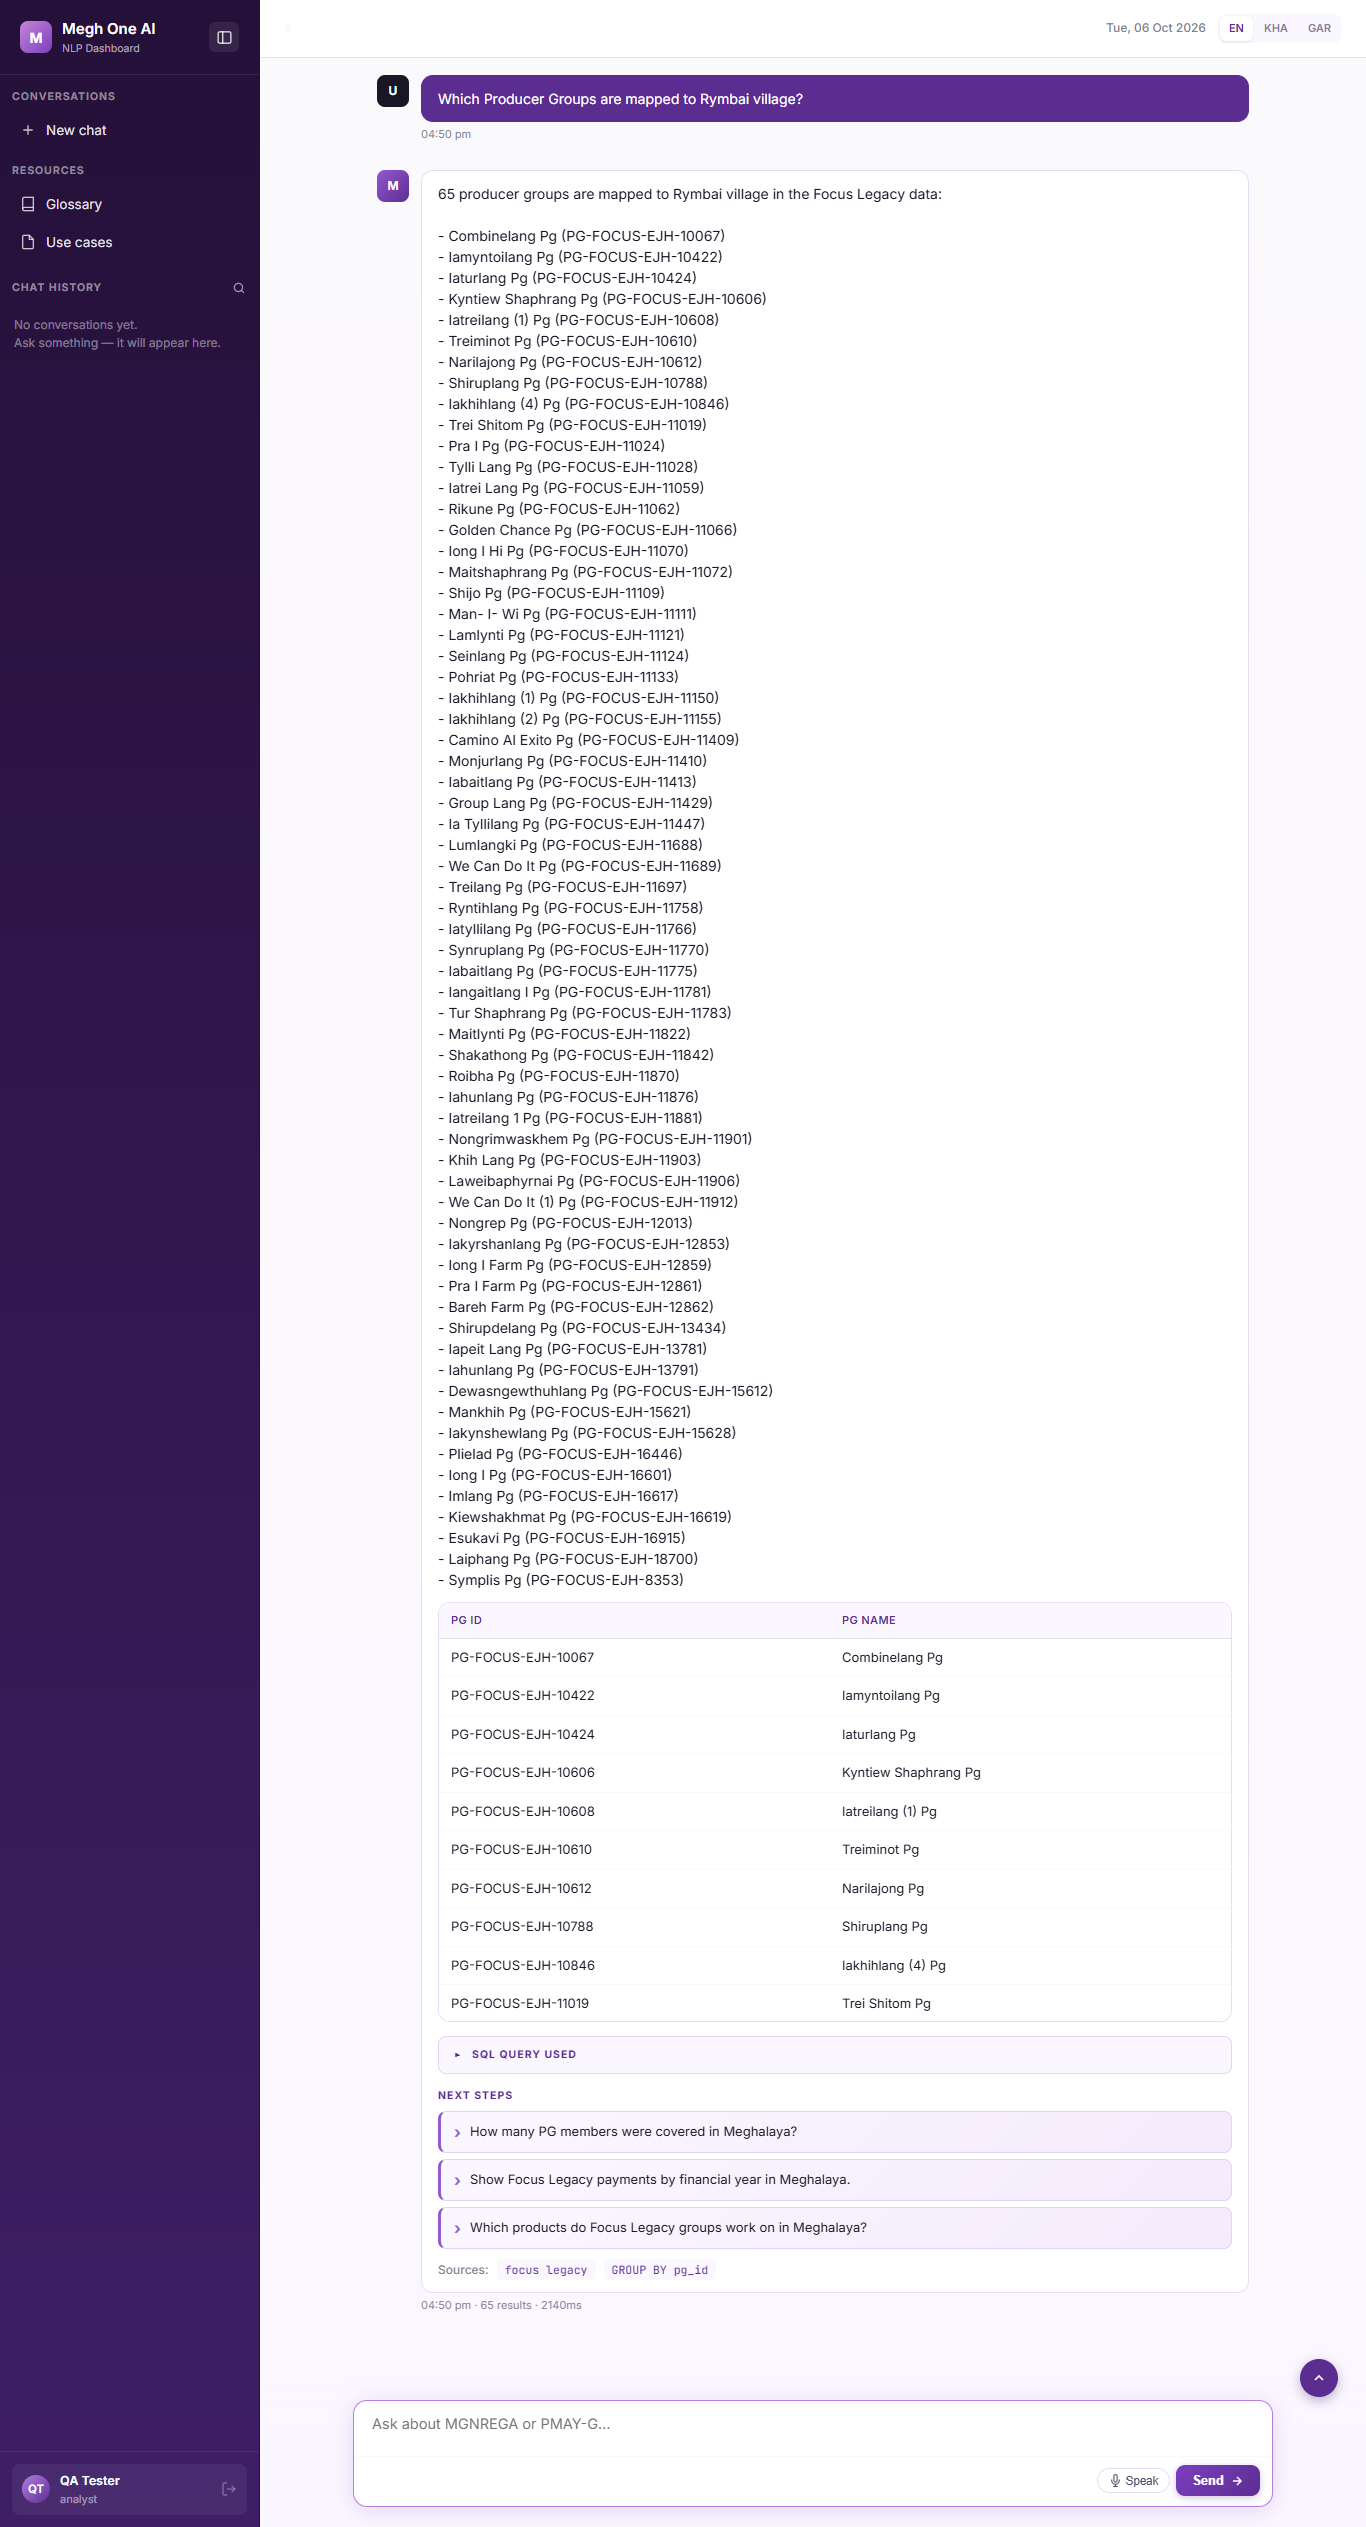 M
Megh One AI
NLP Dashboard
CONVERSATIONS
+ New chat
RESOURCES
Glossary
Use cases
CHAT HISTORY
No conversations yet.
Ask something — it will appear here.
QT
QA Tester
analyst
Tue, 06 Oct 2026
EN KHA GAR
U
Which Producer Groups are mapped to Rymbai village?
04:50 pm
M
65 producer groups are mapped to Rymbai village in the Focus Legacy data:
- Combinelang Pg (PG-FOCUS-EJH-10067)
- Iamyntoilang Pg (PG-FOCUS-EJH-10422)
- Iaturlang Pg (PG-FOCUS-EJH-10424)
- Kyntiew Shaphrang Pg (PG-FOCUS-EJH-10606)
- Iatreilang (1) Pg (PG-FOCUS-EJH-10608)
- Treiminot Pg (PG-FOCUS-EJH-10610)
- Narilajong Pg (PG-FOCUS-EJH-10612)
- Shiruplang Pg (PG-FOCUS-EJH-10788)
- Iakhihlang (4) Pg (PG-FOCUS-EJH-10846)
- Trei Shitom Pg (PG-FOCUS-EJH-11019)
- Pra I Pg (PG-FOCUS-EJH-11024)
- Tylli Lang Pg (PG-FOCUS-EJH-11028)
- Iatrei Lang Pg (PG-FOCUS-EJH-11059)
- Rikune Pg (PG-FOCUS-EJH-11062)
- Golden Chance Pg (PG-FOCUS-EJH-11066)
- Iong I Hi Pg (PG-FOCUS-EJH-11070)
- Maitshaphrang Pg (PG-FOCUS-EJH-11072)
- Shijo Pg (PG-FOCUS-EJH-11109)
- Man- I- Wi Pg (PG-FOCUS-EJH-11111)
- Lamlynti Pg (PG-FOCUS-EJH-11121)
- Seinlang Pg (PG-FOCUS-EJH-11124)
- Pohriat Pg (PG-FOCUS-EJH-11133)
- Iakhihlang (1) Pg (PG-FOCUS-EJH-11150)
- Iakhihlang (2) Pg (PG-FOCUS-EJH-11155)
- Camino Al Exito Pg (PG-FOCUS-EJH-11409)
- Monjurlang Pg (PG-FOCUS-EJH-11410)
- Iabaitlang Pg (PG-FOCUS-EJH-11413)
- Group Lang Pg (PG-FOCUS-EJH-11429)
- Ia Tyllilang Pg (PG-FOCUS-EJH-11447)
- Lumlangki Pg (PG-FOCUS-EJH-11688)
- We Can Do It Pg (PG-FOCUS-EJH-11689)
- Treilang Pg (PG-FOCUS-EJH-11697)
- Ryntihlang Pg (PG-FOCUS-EJH-11758)
- Iatyllilang Pg (PG-FOCUS-EJH-11766)
- Synruplang Pg (PG-FOCUS-EJH-11770)
- Iabaitlang Pg (PG-FOCUS-EJH-11775)
- Iangaitlang I Pg (PG-FOCUS-EJH-11781)
- Tur Shaphrang Pg (PG-FOCUS-EJH-11783)
- Maitlynti Pg (PG-FOCUS-EJH-11822)
- Shakathong Pg (PG-FOCUS-EJH-11842)
- Roibha Pg (PG-FOCUS-EJH-11870)
- Iahunlang Pg (PG-FOCUS-EJH-11876)
- Iatreilang 1 Pg (PG-FOCUS-EJH-11881)
- Nongrimwaskhem Pg (PG-FOCUS-EJH-11901)
- Khih Lang Pg (PG-FOCUS-EJH-11903)
- Laweibaphyrnai Pg (PG-FOCUS-EJH-11906)
- We Can Do It (1) Pg (PG-FOCUS-EJH-11912)
- Nongrep Pg (PG-FOCUS-EJH-12013)
- Iakyrshanlang Pg (PG-FOCUS-EJH-12853)
- Iong I Farm Pg (PG-FOCUS-EJH-12859)
- Pra I Farm Pg (PG-FOCUS-EJH-12861)
- Bareh Farm Pg (PG-FOCUS-EJH-12862)
- Shirupdelang Pg (PG-FOCUS-EJH-13434)
- Iapeit Lang Pg (PG-FOCUS-EJH-13781)
- Iahunlang Pg (PG-FOCUS-EJH-13791)
- Dewasngewthuhlang Pg (PG-FOCUS-EJH-15612)
- Mankhih Pg (PG-FOCUS-EJH-15621)
- Iakynshewlang Pg (PG-FOCUS-EJH-15628)
- Plielad Pg (PG-FOCUS-EJH-16446)
- Iong I Pg (PG-FOCUS-EJH-16601)
- Imlang Pg (PG-FOCUS-EJH-16617)
- Kiewshakhmat Pg (PG-FOCUS-EJH-16619)
- Esukavi Pg (PG-FOCUS-EJH-16915)
- Laiphang Pg (PG-FOCUS-EJH-18700)
- Symplis Pg (PG-FOCUS-EJH-8353)
PG ID PG NAME
PG-FOCUS-EJH-10067 Combinelang Pg
PG-FOCUS-EJH-10422 Iamyntoilang Pg
PG-FOCUS-EJH-10424 Iaturlang Pg
PG-FOCUS-EJH-10606 Kyntiew Shaphrang Pg
PG-FOCUS-EJH-10608 Iatreilang (1) Pg
PG-FOCUS-EJH-10610 Treiminot Pg
PG-FOCUS-EJH-10612 Narilajong Pg
PG-FOCUS-EJH-10788 Shiruplang Pg
PG-FOCUS-EJH-10846 Iakhihlang (4) Pg
PG-FOCUS-EJH-11019 Trei Shitom Pg
SQL QUERY USED
NEXT STEPS
How many PG members were covered in Meghalaya?
Show Focus Legacy payments by financial year in Meghalaya.
Which products do Focus Legacy groups work on in Meghalaya?
Sources: focus legacy GROUP BY pg_id
04:50 pm · 65 results · 2140ms
Ask about MGNREGA or PMAY-G...
Speak
Send →